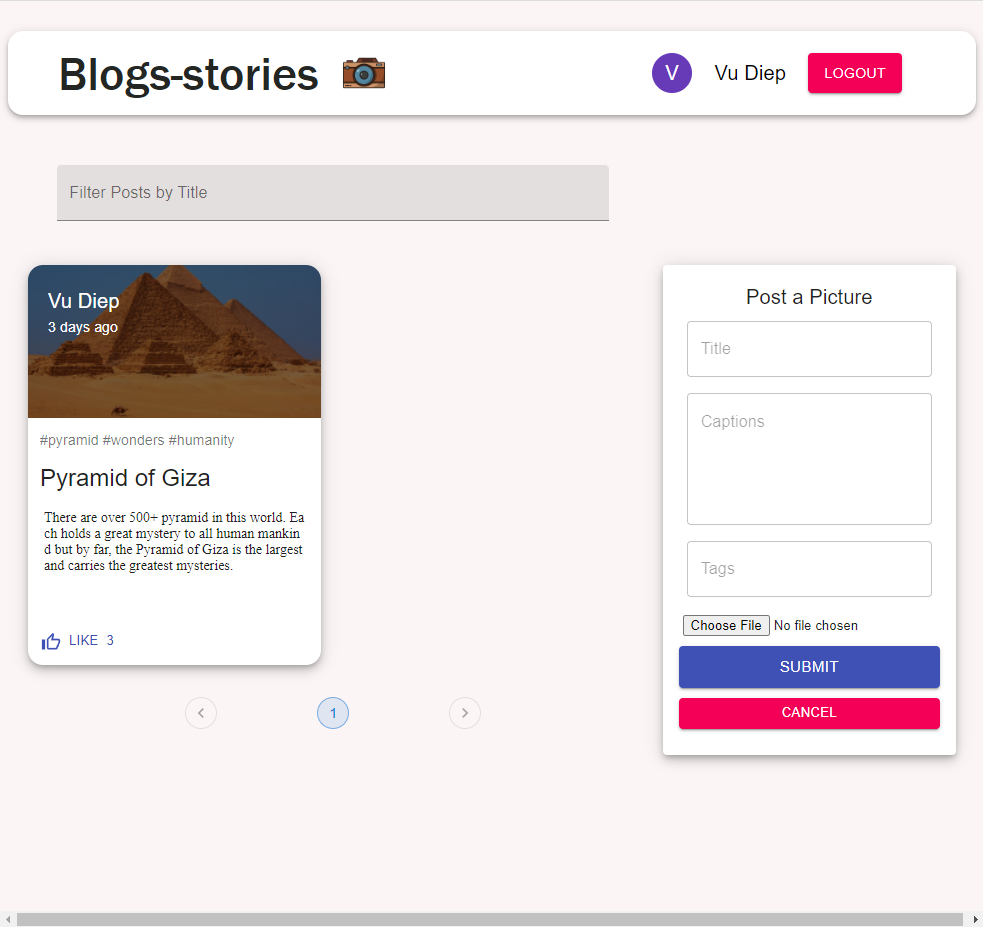 Blogs-stories
V
Vu Diep
LOGOUT
Filter Posts by Title
Vu Diep
3 days ago
#pyramid #wonders #humanity
Pyramid of Giza
There are over 500+ pyramid in this world. Ea
ch holds a great mystery to all human mankin
d but by far, the Pyramid of Giza is the largest
and carries the greatest mysteries.
LIKE 3
1
Post a Picture
Title
Captions
Tags
Choose File No file chosen
SUBMIT
CANCEL